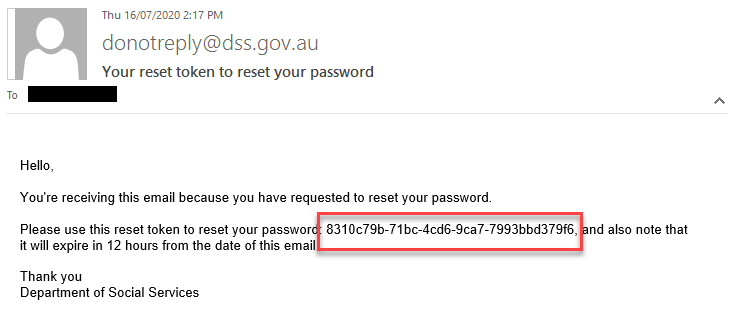 Thu 16/07/2020 2:17 PM
donotreply@dss.gov.au
Your reset token to reset your password
To
Hello,
You're receiving this email because you have requested to reset your password.
Please use this reset token to reset your password: 8310c79b-71bc-4cd6-9ca7-7993bbd379f6, and also note that
it will expire in 12 hours from the date of this email
Thank you
Department of Social Services